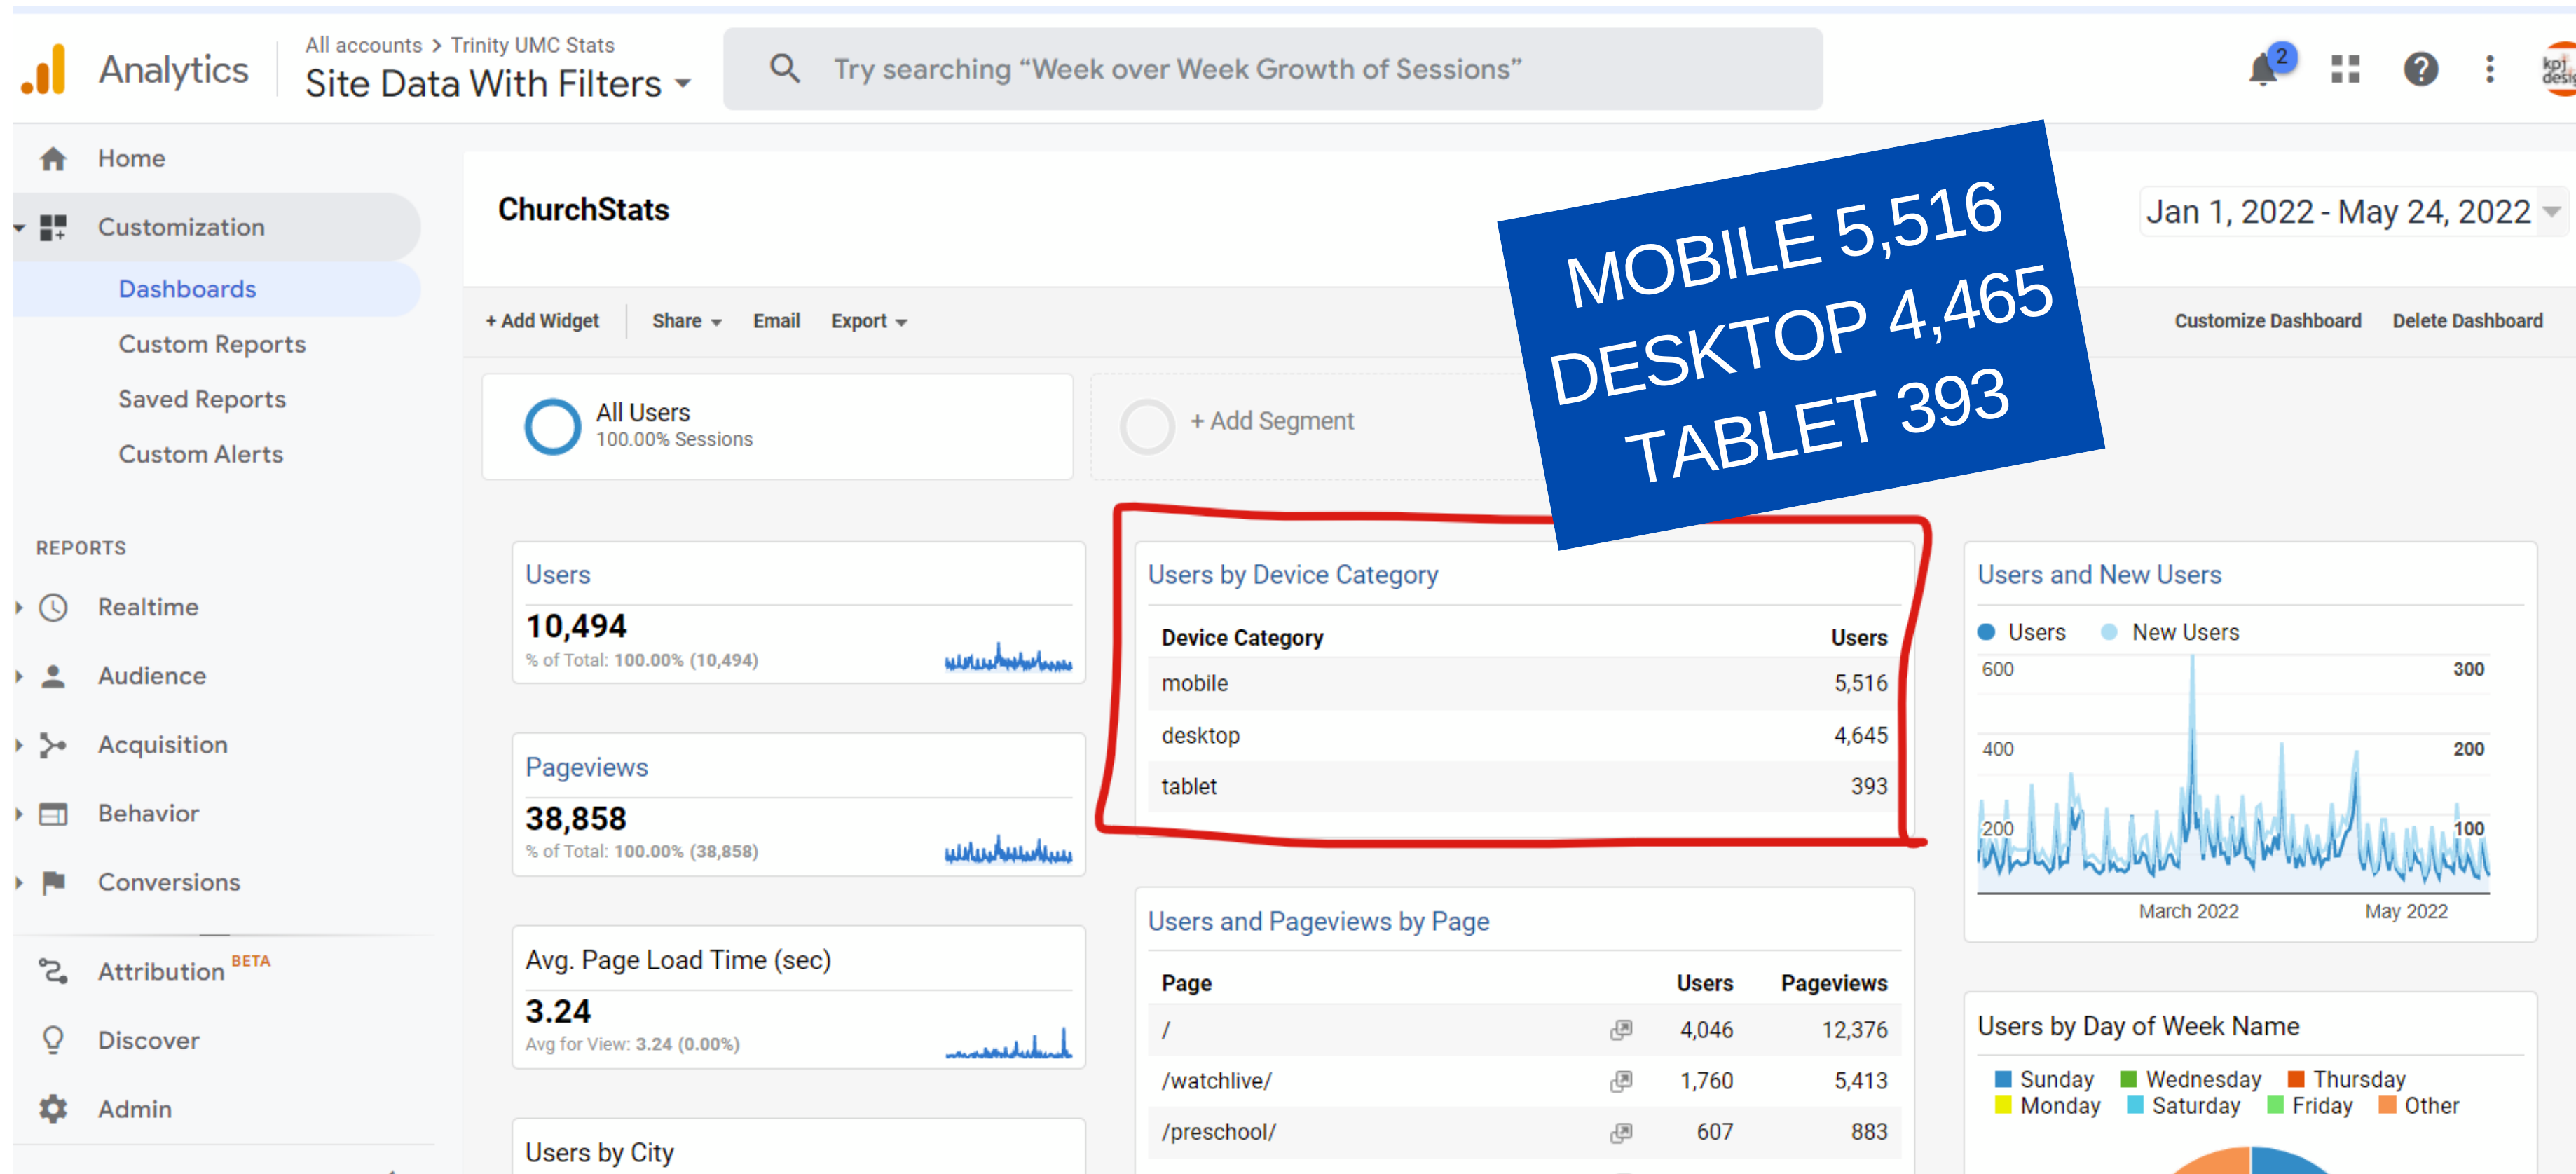 Analytics
All accounts > Trinity UMC Stats
Site Data With Filters
Try searching “Week over Week Growth of Sessions”
2
kpj
Home
Customization
Dashboards
Custom Reports
Saved Reports
Custom Alerts
REPORTS
Realtime
Audience
Acquisition
Behavior
Conversions
Attribution BETA
Discover
Admin
ChurchStats
Jan 1, 2022 - May 24, 2022
MOBILE 5,516
DESKTOP 4,465
TABLET 393
+ Add Widget Share Email Export
Customize Dashboard Delete Dashboard
All Users
100.00% Sessions
+ Add Segment
Users
10,494
% of Total: 100.00% (10,494)
Pageviews
38,858
% of Total: 100.00% (38,858)
Avg. Page Load Time (sec)
3.24
Avg for View: 3.24 (0.00%)
Users by City
Users by Device Category
Device Category Users
mobile 5,516
desktop 4,645
tablet 393
Users and Pageviews by Page
Page Users Pageviews
/ 4,046 12,376
/watchlive/ 1,760 5,413
/preschool/ 607 883
Users and New Users
Users New Users
600 300
400 200
200 100
March 2022 May 2022
Users by Day of Week Name
Sunday Wednesday Thursday
Monday Saturday Friday Other